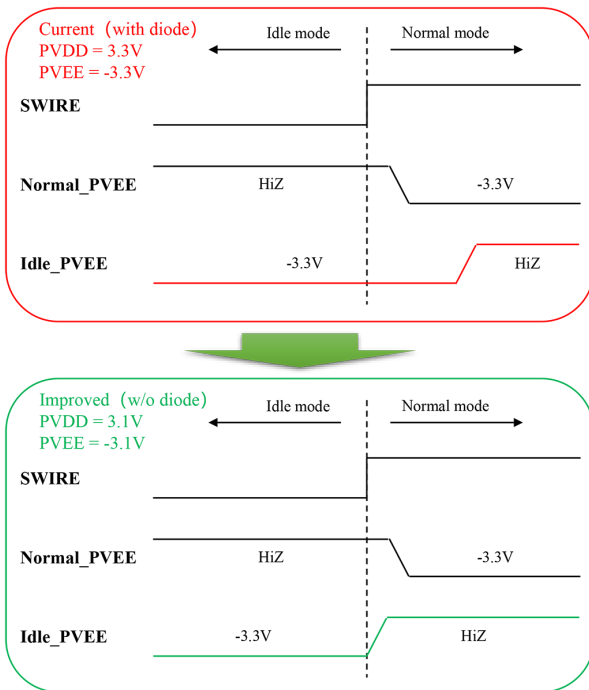 Current（with diode）
PVDD = 3.3V
PVEE = -3.3V
Idle mode
Normal mode
SWIRE
Normal_PVEE
HiZ
-3.3V
Idle_PVEE
-3.3V
HiZ
Improved（w/o diode）
PVDD = 3.1V
PVEE = -3.1V
Idle mode
Normal mode
SWIRE
Normal_PVEE
HiZ
-3.3V
Idle_PVEE
-3.3V
HiZ